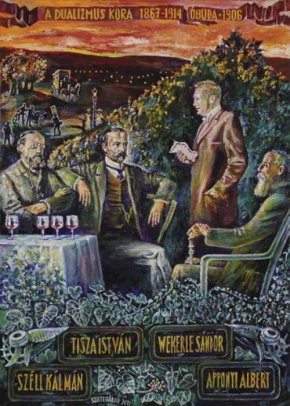 A DUALIZMUS KORA 1867-1914 ÓBUDA-1906
TISZA ISTVÁN
WEKERLE SÁNDOR
SZÉLL KÁLMÁN
APPONYI ALBERT